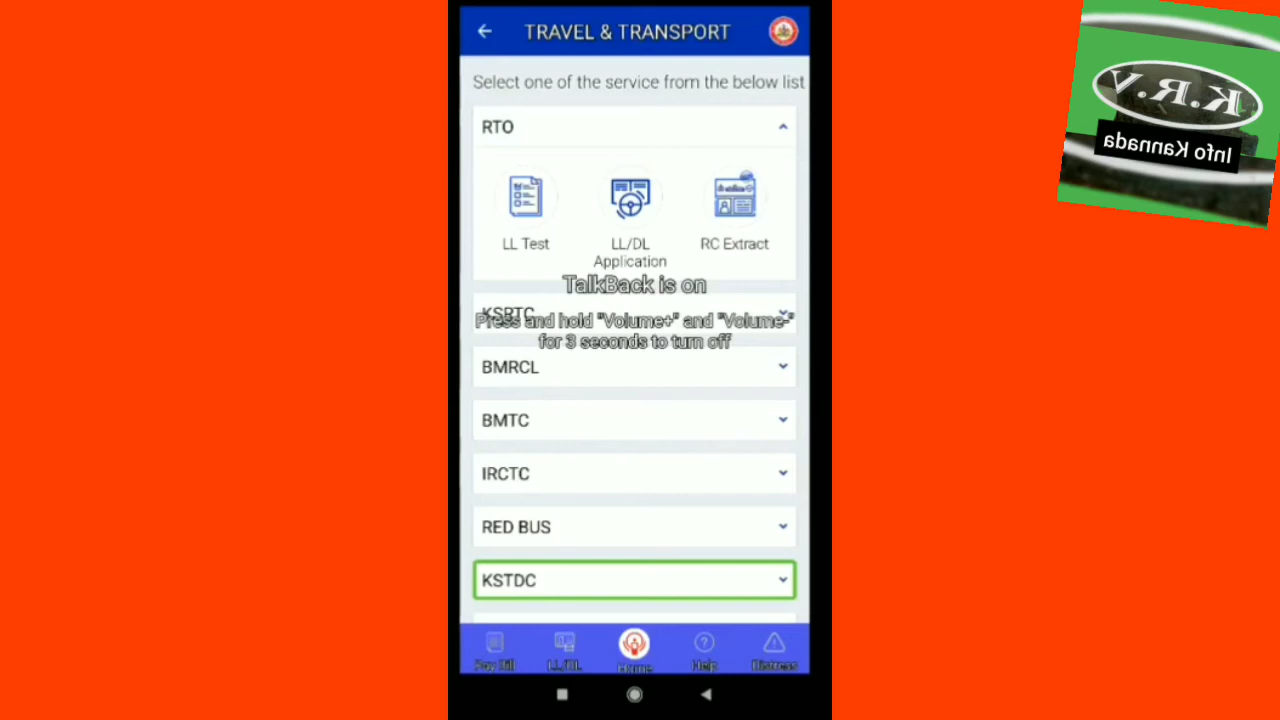 TRAVEL & TRANSPORT
K.R.V
Info Kannada
Select one of the service from the below list
RTO
LL Test
LL/DL
Application
RC Extract
TalkBack is on
KSRTC
Press and hold "Volume+" and "Volume-"
for 3 seconds to turn off
BMRCL
BMTC
IRCTC
RED BUS
KSTDC
Pay Bill
LL/DL
Home
Help
Distress